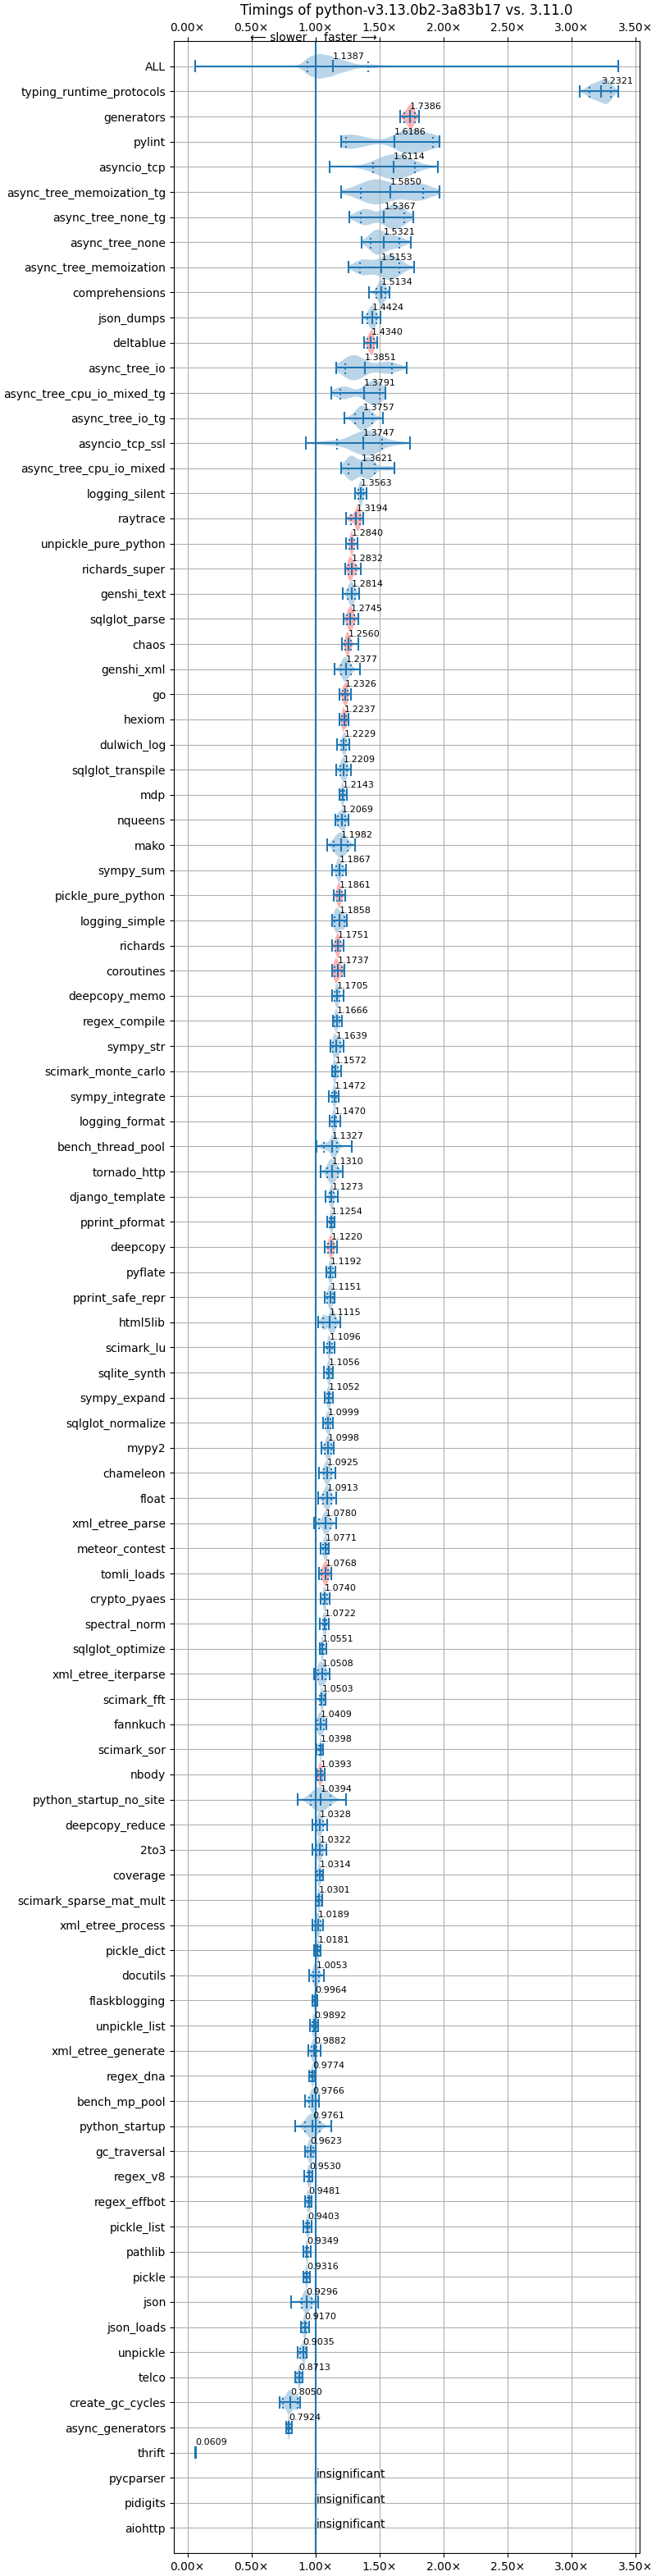 Timings of python-v3.13.0b2-3a83b17 vs. 3.11.0
0.00× 0.50× 1.00× 1.50× 2.00× 2.50× 3.00× 3.50×
⟵ slower faster ⟶
ALL 1.1387
typing_runtime_protocols 3.2321
generators 1.7386
pylint 1.6186
asyncio_tcp 1.6114
async_tree_memoization_tg 1.5850
async_tree_none_tg 1.5367
async_tree_none 1.5321
async_tree_memoization 1.5153
comprehensions 1.5134
json_dumps 1.4424
deltablue 1.4340
async_tree_io 1.3851
async_tree_cpu_io_mixed_tg 1.3791
async_tree_io_tg 1.3757
asyncio_tcp_ssl 1.3747
async_tree_cpu_io_mixed 1.3621
logging_silent 1.3563
raytrace 1.3194
unpickle_pure_python 1.2840
richards_super 1.2832
genshi_text 1.2814
sqlglot_parse 1.2745
chaos 1.2560
genshi_xml 1.2377
go 1.2326
hexiom 1.2237
dulwich_log 1.2229
sqlglot_transpile 1.2209
mdp 1.2143
nqueens 1.2069
mako 1.1982
sympy_sum 1.1867
pickle_pure_python 1.1861
logging_simple 1.1858
richards 1.1751
coroutines 1.1737
deepcopy_memo 1.1705
regex_compile 1.1666
sympy_str 1.1639
scimark_monte_carlo 1.1572
sympy_integrate 1.1472
logging_format 1.1470
bench_thread_pool 1.1327
tornado_http 1.1310
django_template 1.1273
pprint_pformat 1.1254
deepcopy 1.1220
pyflate 1.1192
pprint_safe_repr 1.1151
html5lib 1.1115
scimark_lu 1.1096
sqlite_synth 1.1056
sympy_expand 1.1052
sqlglot_normalize 1.0999
mypy2 1.0998
chameleon 1.0925
float 1.0913
xml_etree_parse 1.0780
meteor_contest 1.0771
tomli_loads 1.0768
crypto_pyaes 1.0740
spectral_norm 1.0722
sqlglot_optimize 1.0551
xml_etree_iterparse 1.0508
scimark_fft 1.0503
fannkuch 1.0409
scimark_sor 1.0398
nbody 1.0393
python_startup_no_site 1.0394
deepcopy_reduce 1.0328
2to3 1.0322
coverage 1.0314
scimark_sparse_mat_mult 1.0301
xml_etree_process 1.0189
pickle_dict 1.0181
docutils 1.0053
flaskblogging 0.9964
unpickle_list 0.9892
xml_etree_generate 0.9882
regex_dna 0.9774
bench_mp_pool 0.9766
python_startup 0.9761
gc_traversal 0.9623
regex_v8 0.9530
regex_effbot 0.9481
pickle_list 0.9403
pathlib 0.9349
pickle 0.9316
json 0.9296
json_loads 0.9170
unpickle 0.9035
telco 0.8713
create_gc_cycles 0.8050
async_generators 0.7924
thrift 0.0609
pycparser insignificant
pidigits insignificant
aiohttp insignificant
0.00× 0.50× 1.00× 1.50× 2.00× 2.50× 3.00× 3.50×